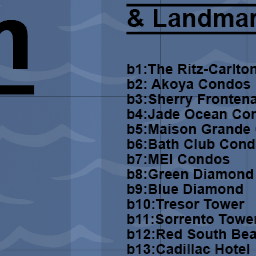 & Landmar
b1:The Ritz-Carlton
b2: Akoya Condos
b3:Sherry Frontena
b4:Jade Ocean Con
b5:Maison Grande
b6:Bath Club Cond
b7:MEI Condos
b8:Green Diamond
b9:Blue Diamond
b10:Tresor Tower
b11:Sorrento Tower
b12:Red South Bea
b13:Cadillac Hotel